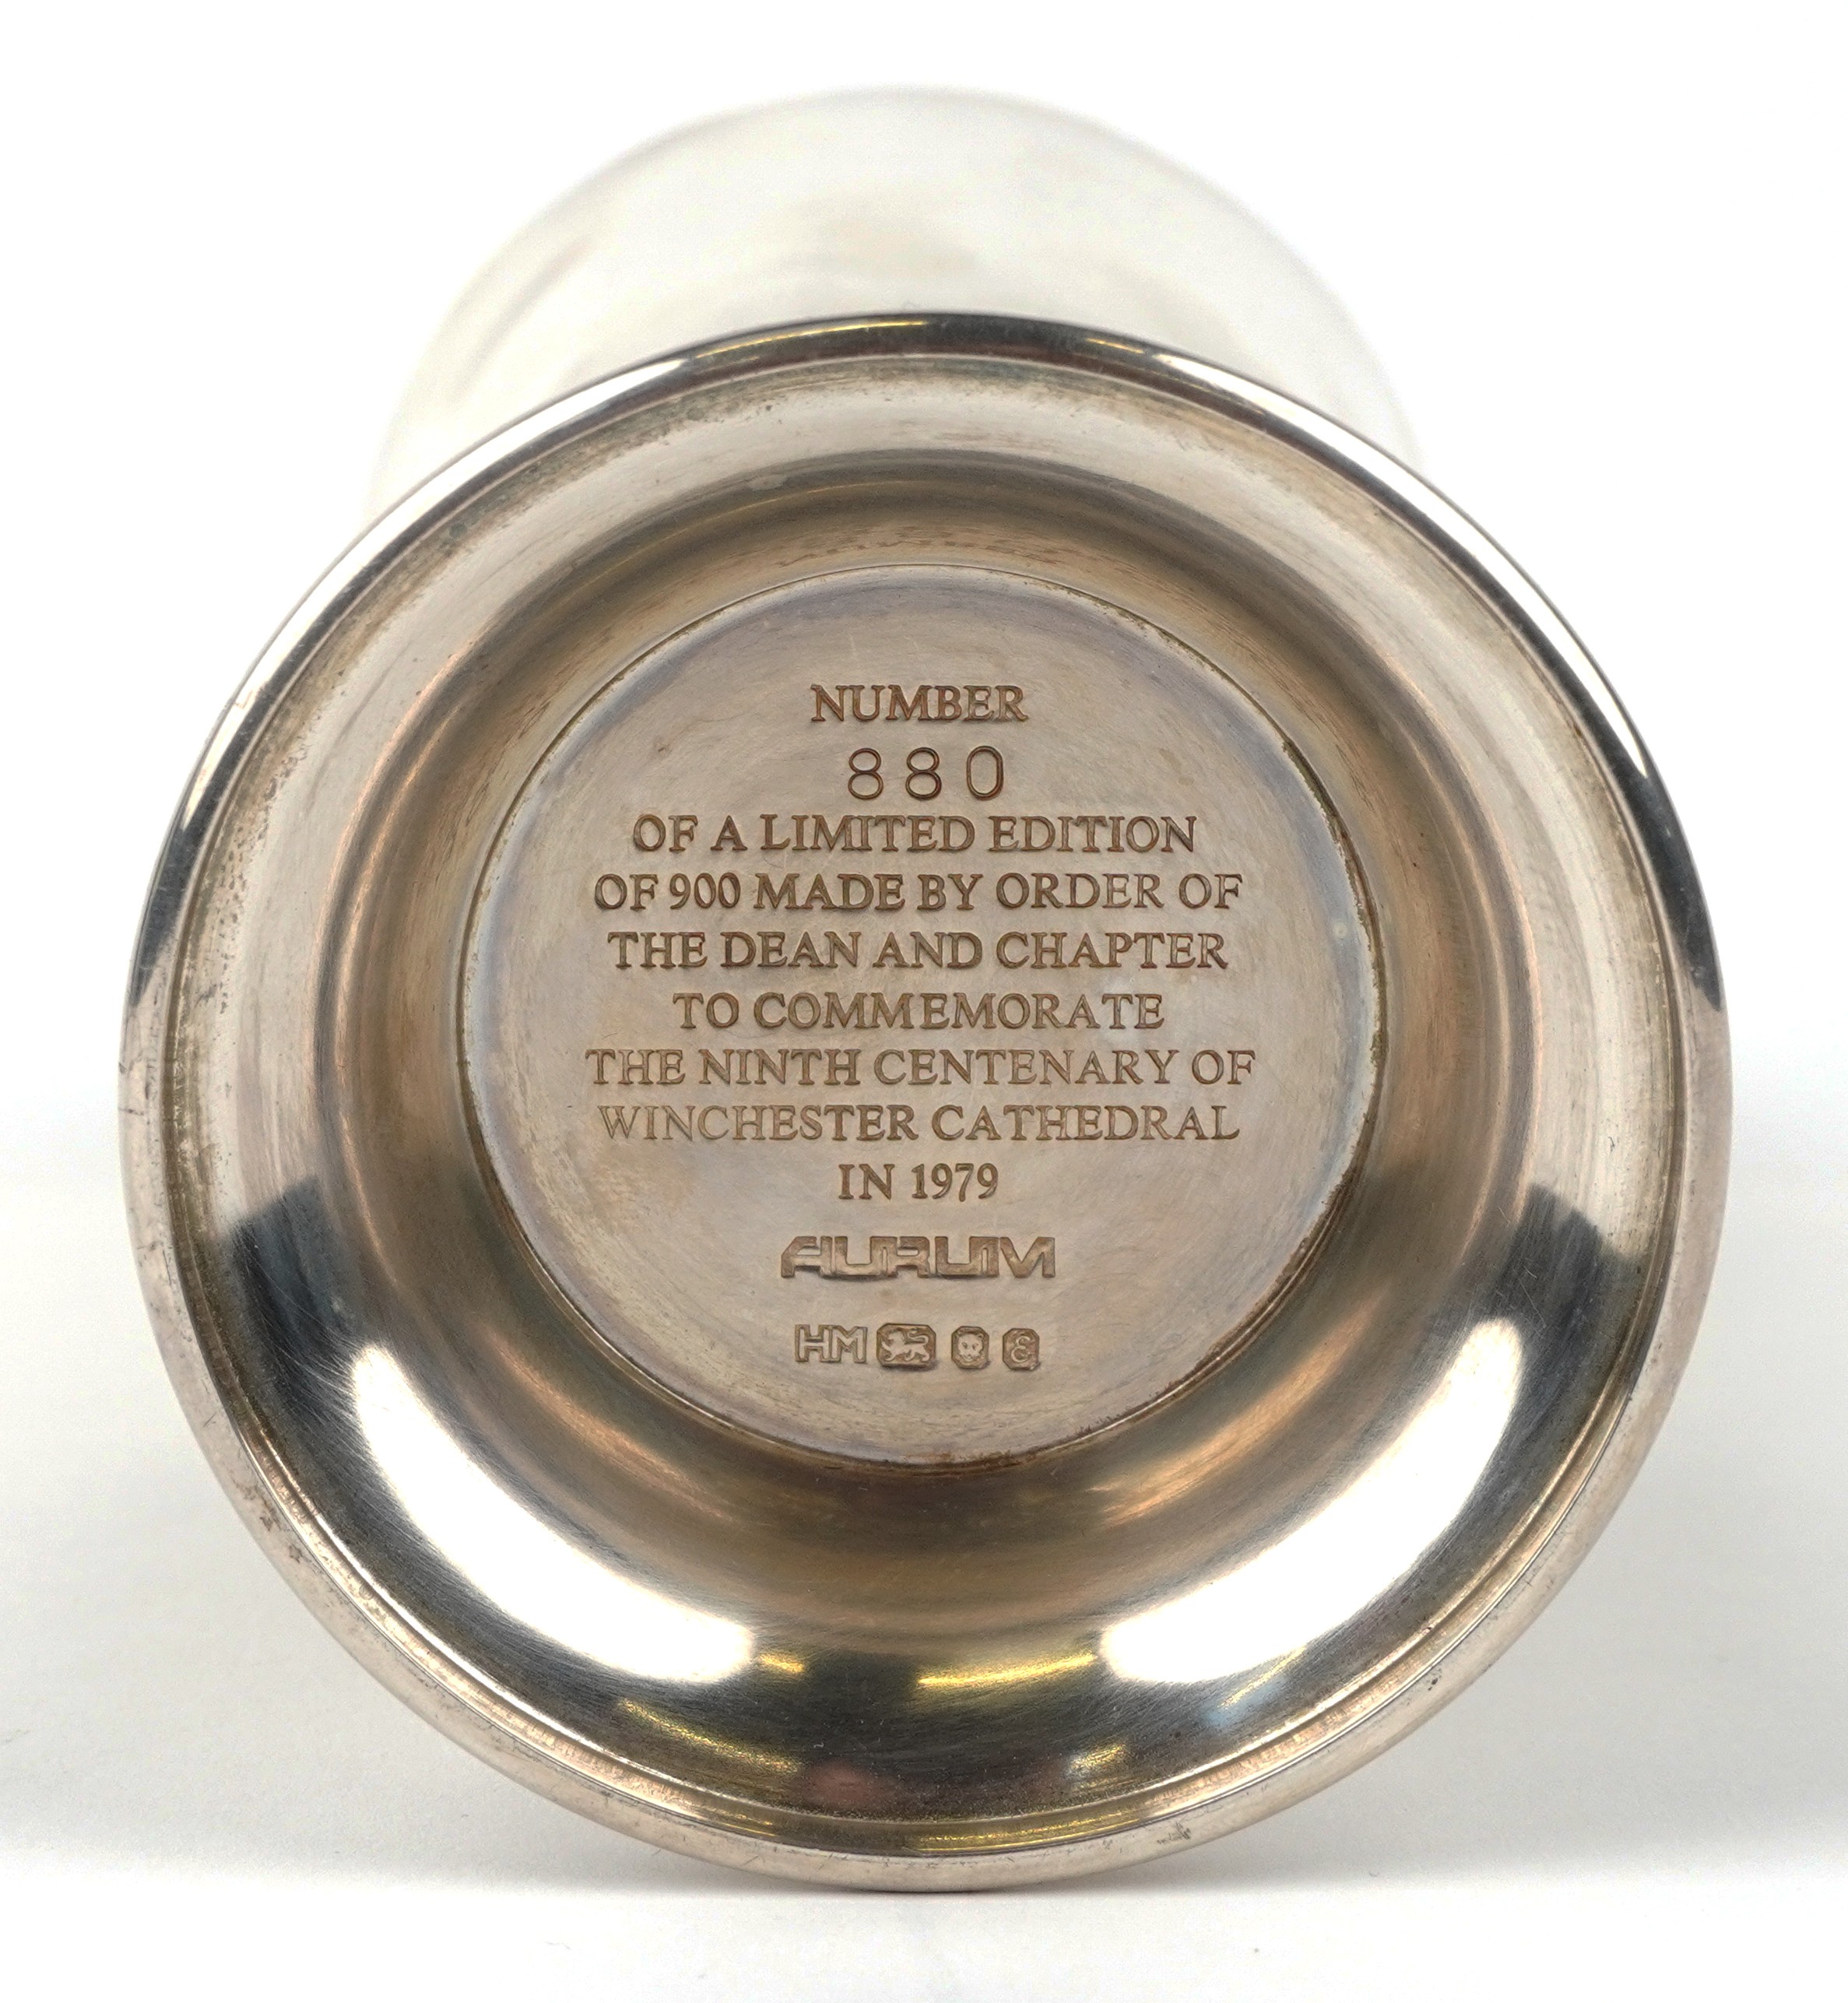 NUMBER
880
OF A LIMITED EDITION
OF 900 MADE BY ORDER OF
THE DEAN AND CHAPTER
TO COMMEMORATE
THE NINTH CENTENARY OF
WINCHESTER CATHEDRAL
IN 1979
AURUM
HM